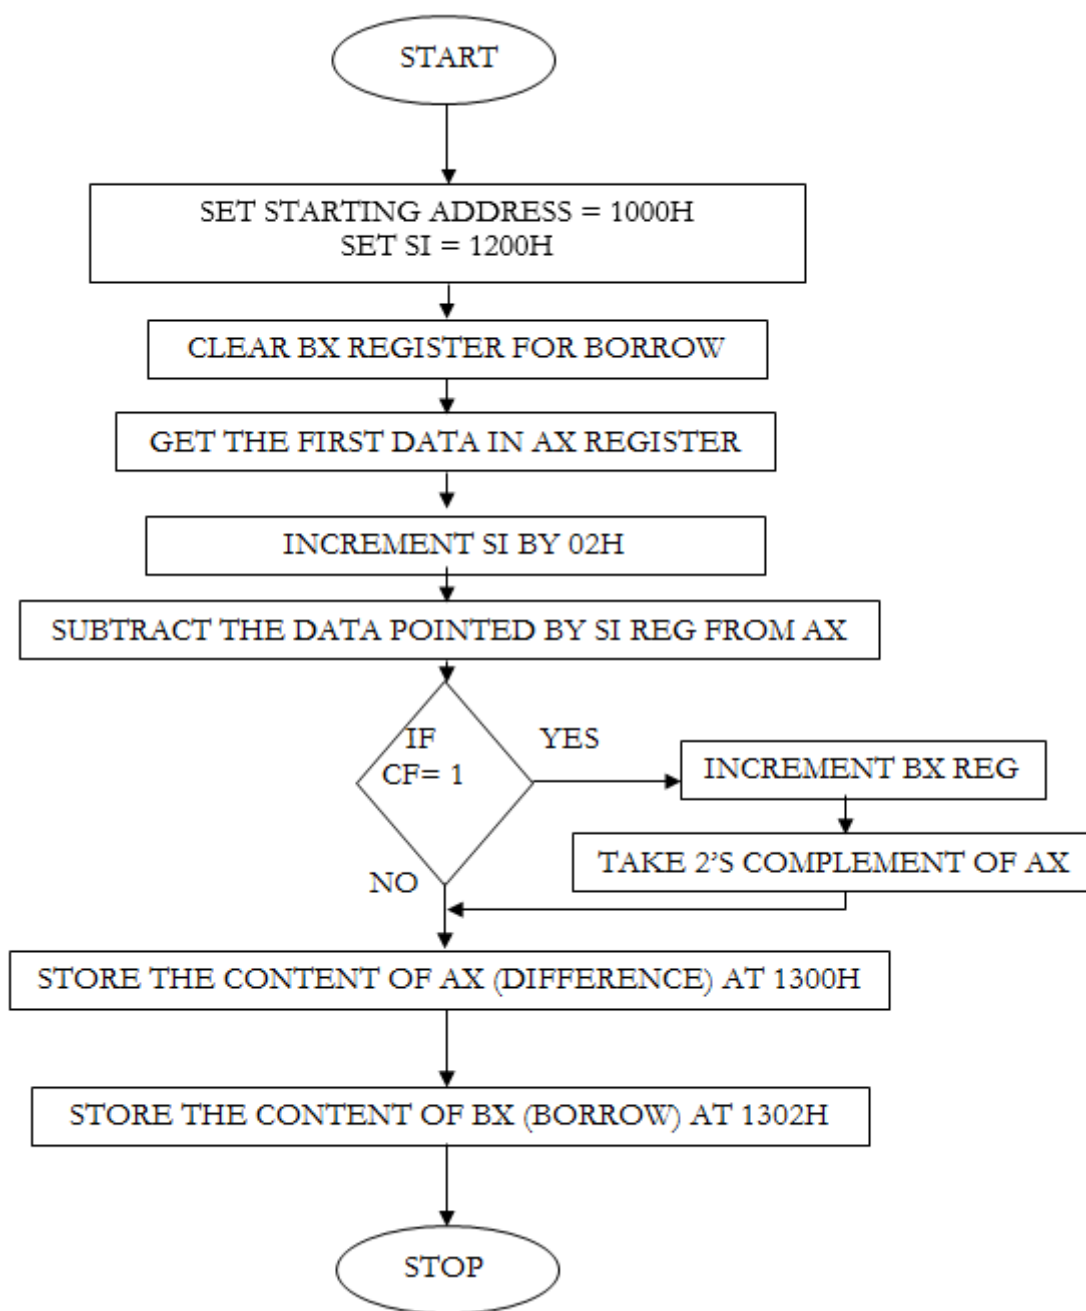 START
SET STARTING ADDRESS = 1000H
SET SI = 1200H
CLEAR BX REGISTER FOR BORROW
GET THE FIRST DATA IN AX REGISTER
INCREMENT SI BY 02H
SUBTRACT THE DATA POINTED BY SI REG FROM AX
IF
CF= 1
YES
INCREMENT BX REG
TAKE 2’S COMPLEMENT OF AX
NO
STORE THE CONTENT OF AX (DIFFERENCE) AT 1300H
STORE THE CONTENT OF BX (BORROW) AT 1302H
STOP